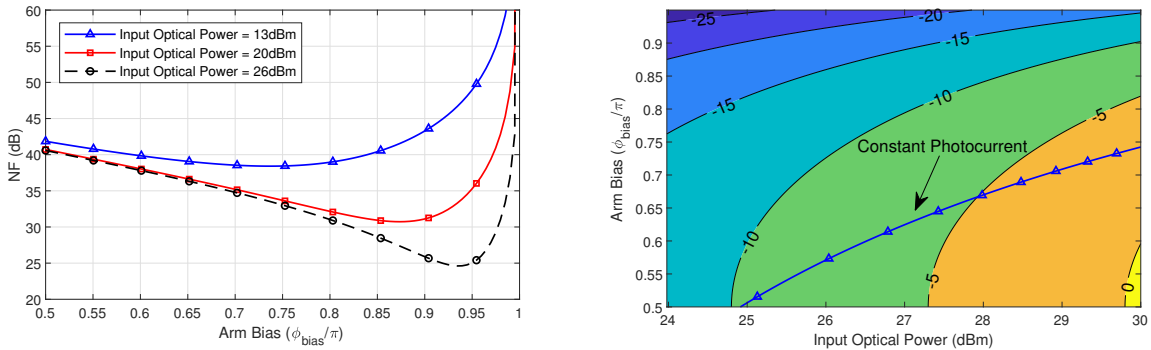 60
55
50
45
40
35
30
25
20
NF (dB)
Input Optical Power = 13dBm
Input Optical Power = 20dBm
Input Optical Power = 26dBm
0.5 0.55 0.6 0.65 0.7 0.75 0.8 0.85 0.9 0.95 1
Arm Bias (ϕbias/π)
0.9
0.85
0.8
0.75
0.7
0.65
0.6
0.55
0.5
Arm Bias (ϕbias/π)
-25
-20
-15
-15
-10
-5
Constant Photocurrent
-10
-5
0
24 25 26 27 28 29 30
Input Optical Power (dBm)